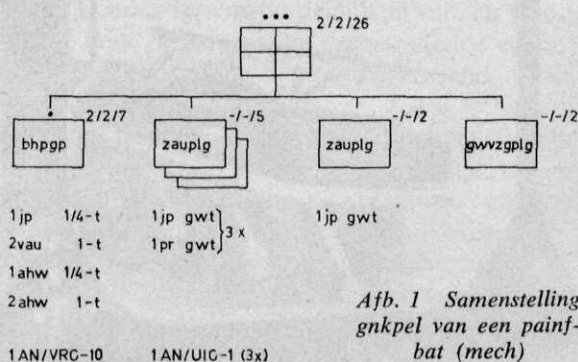 2/2/26
2/2/7
-/-/5
-/-/2
-/-/2
bhpgp
zauplg
zauplg
gwvzgplg
1jp 1/4-t
1jp gwt
1jp gwt
2vau 1-t
1pr gwt
3 x
1ahw 1/4-t
2ahw 1-t
Afb. 1 Samenstelling
gnkpel van een painf-
bat (mech)
1AN/VRC-10
1AN/UIC-1 (3x)